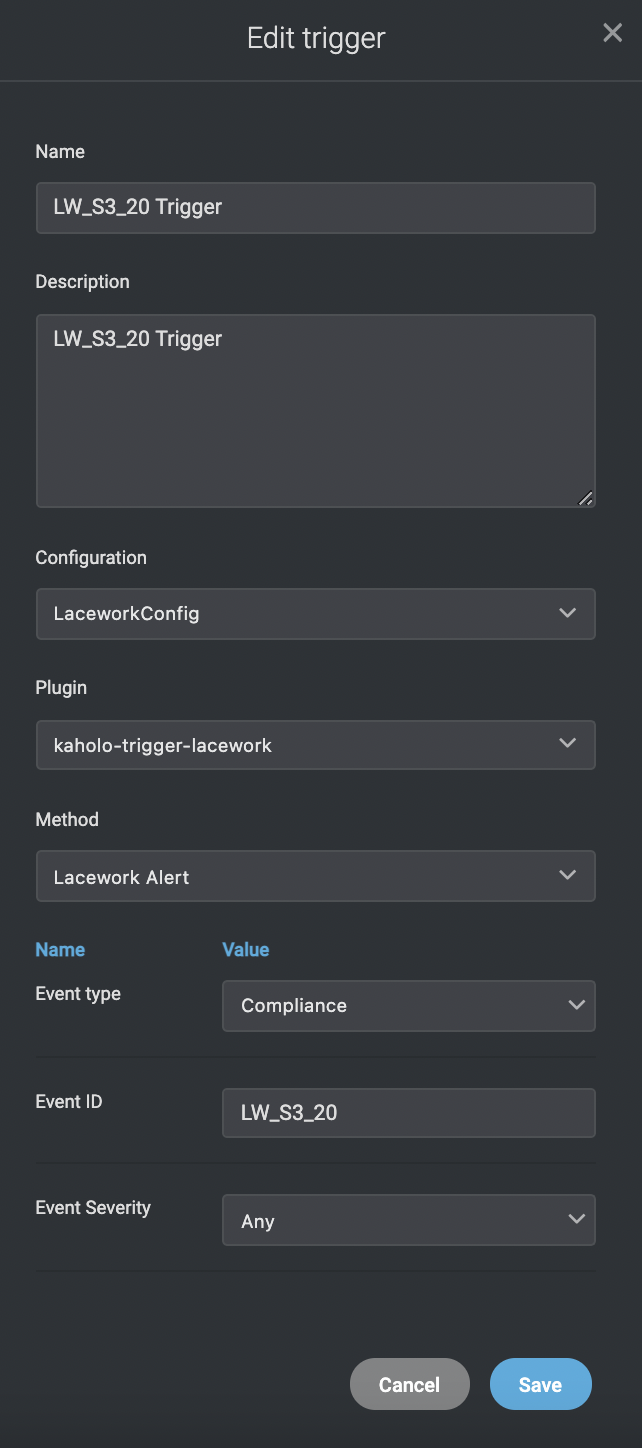 Edit trigger
Name
LW_S3_20 Trigger
Description
LW_S3_20 Trigger
Configuration
LaceworkConfig
Plugin
kaholo-trigger-lacework
Method
Lacework Alert
Name Value
Event type Compliance
Event ID LW_S3_20
Event Severity Any
Cancel Save